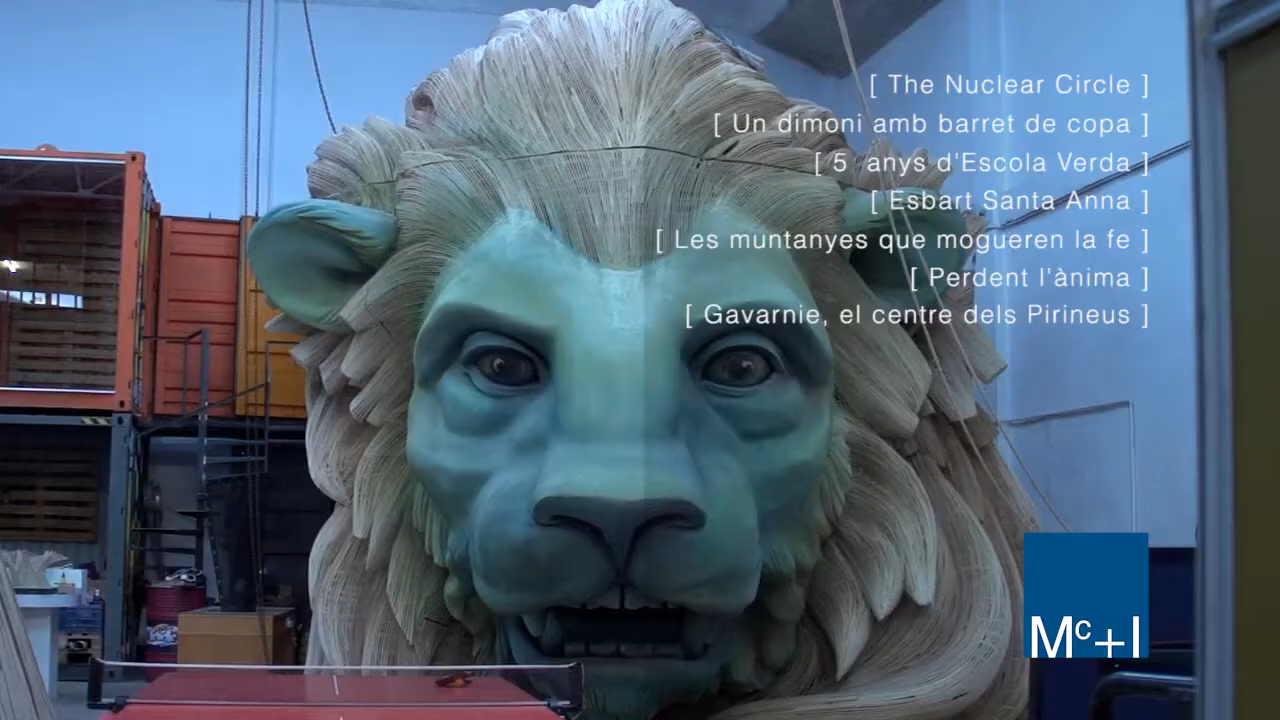 [ The Nuclear Circle ]
[ Un dimoni amb barret de copa ]
[ 5 anys d'Escola Verda ]
[ Esbart Santa Anna ]
[ Les muntanyes que mogueren la fe ]
[ Perdent l'ànima ]
[ Gavarnie, el centre dels Pirineus ]
Mc+I